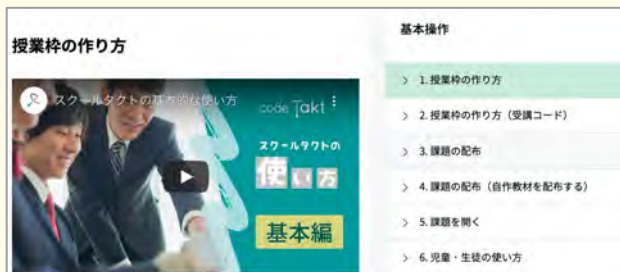 授業枠の作り方
スクールタクトの基本的な使い方
code Takt
スクールタクトの
使い方
基本編
基本操作
1. 授業枠の作り方
2. 授業枠の作り方（受講コード）
3. 課題の配布
4. 課題の配布（自作教材を配布する）
5. 課題を開く
6. 児童・生徒の使い方